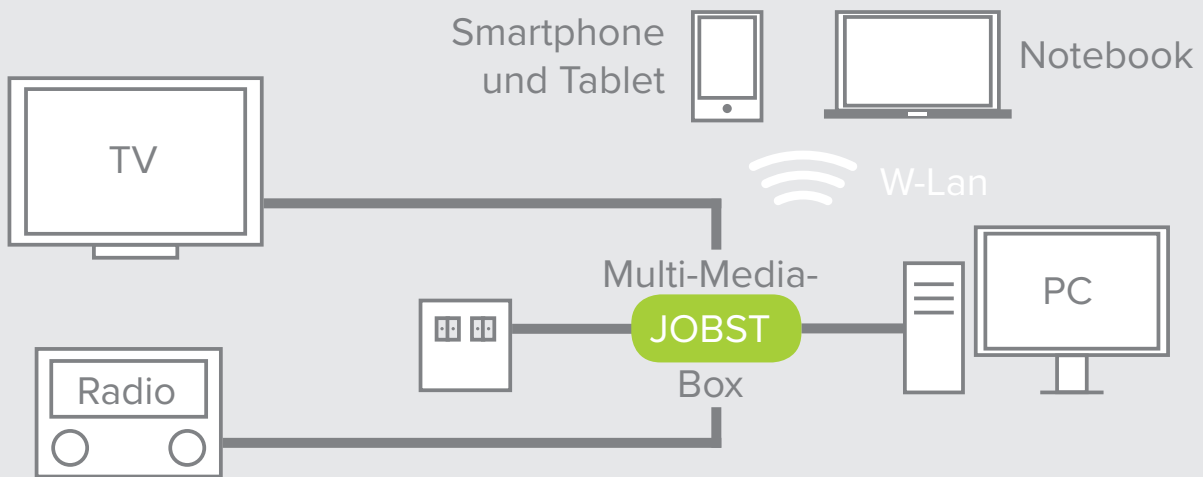 Smartphone
und Tablet
Notebook
TV
W-Lan
Multi-Media-
JOBST
Box
PC
Radio